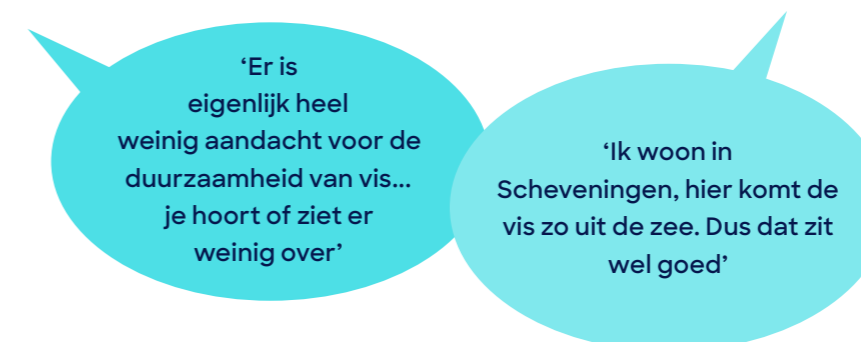 ‘Er is
eigenlijk heel
weinig aandacht voor de
duurzaamheid van vis...
je hoort of ziet er
weinig over’
‘Ik woon in
Scheveningen, hier komt de
vis zo uit de zee. Dus dat zit
wel goed’